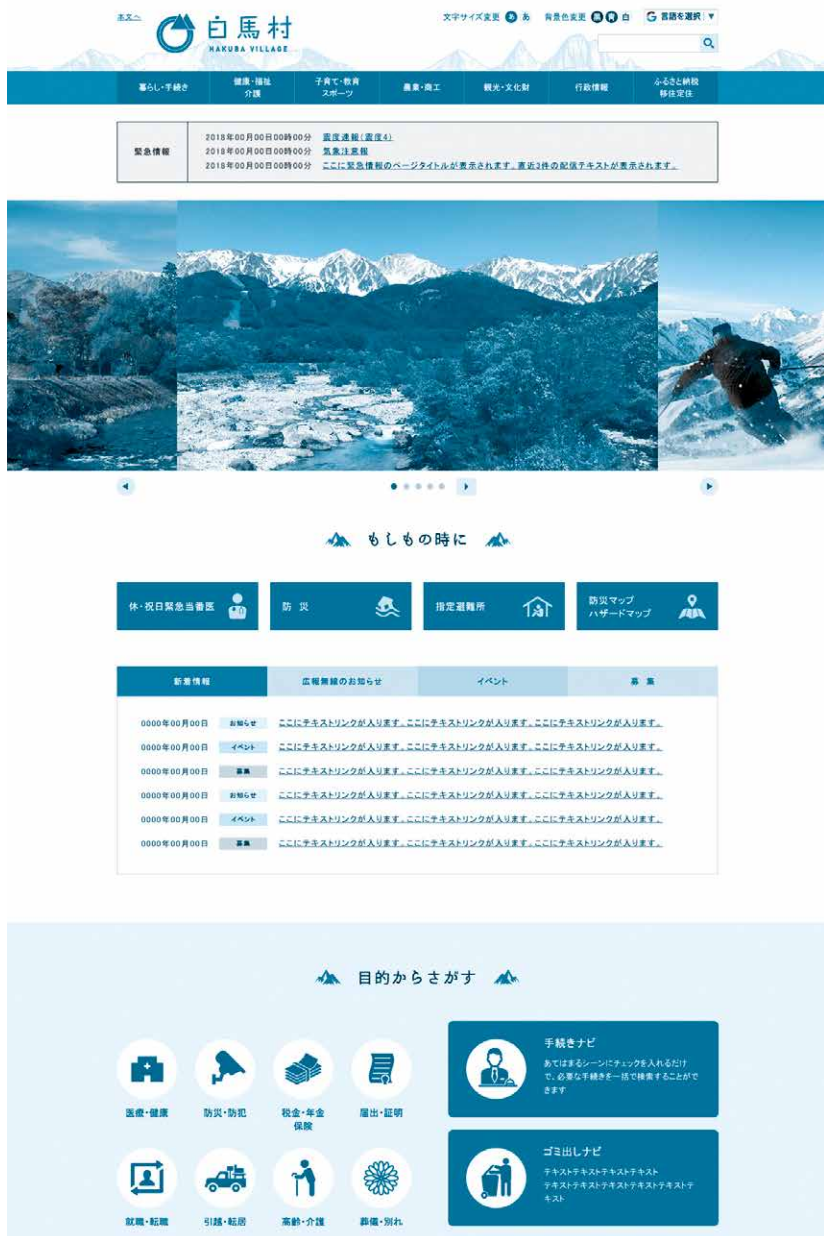 本文へ
白馬村
HAKUBA VILLAGE
文字サイズ変更 あ あ 背景色変更 黒 青 白 G 言語を選択 ▼
暮らし・手続き
健康・福祉
介護
子育て・教育
スポーツ
農業・商工
観光・文化財
行政情報
ふるさと納税
移住定住
緊急情報
2018年00月00日00時00分 震度速報(震度4)
2018年00月00日00時00分 気象注意報
2018年00月00日00時00分 ここに緊急情報のページタイトルが表示されます。直近3件の配信テキストが表示されます。
もしもの時に
休・祝日緊急当番医
防 災
指定避難所
防災マップ
ハザードマップ
新着情報 広報無線のお知らせ イベント 募 集
0000年00月00日 お知らせ ここにテキストリンクが入ります。ここにテキストリンクが入ります。ここにテキストリンクが入ります。
0000年00月00日 イベント ここにテキストリンクが入ります。ここにテキストリンクが入ります。ここにテキストリンクが入ります。
0000年00月00日 募集 ここにテキストリンクが入ります。ここにテキストリンクが入ります。ここにテキストリンクが入ります。
0000年00月00日 お知らせ ここにテキストリンクが入ります。ここにテキストリンクが入ります。ここにテキストリンクが入ります。
0000年00月00日 イベント ここにテキストリンクが入ります。ここにテキストリンクが入ります。ここにテキストリンクが入ります。
0000年00月00日 募集 ここにテキストリンクが入ります。ここにテキストリンクが入ります。ここにテキストリンクが入ります。
目的からさがす
医療・健康
防災・防犯
税金・年金
保険
届出・証明
就職・転職
引越・転居
高齢・介護
葬儀・別れ
手続きナビ
あてはまるシーンにチェックを入れるだけ
で、必要な手続きを一括で検索することがで
きます
ゴミ出しナビ
テキストテキストテキストテキスト
テキストテキストテキストテキストテキストテ
キスト